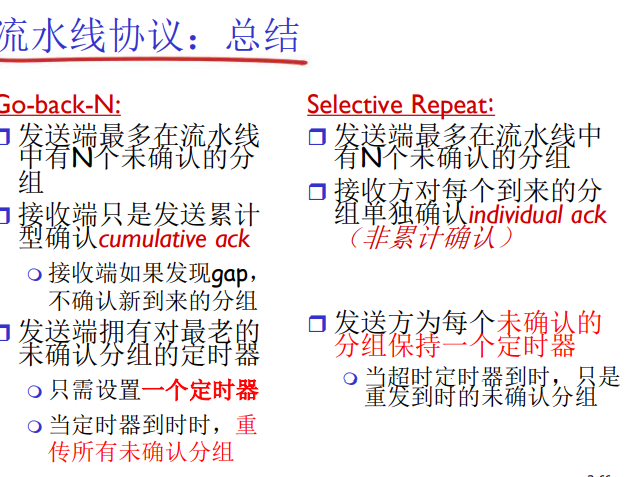 流水线协议：总结
Go-back-N:
发送端最多在流水线
中有N个未确认的分
组
接收端只是发送累计
型确认cumulative ack
接收端如果发现gap，
不确认新到来的分组
发送端拥有对最老的
未确认分组的定时器
只需设置一个定时器
当定时器到时时，重
传所有未确认分组
Selective Repeat:
发送端最多在流水线中
有N个未确认的分组
接收方对每个到来的分
组单独确认individual ack
（非累计确认）
发送方为每个未确认的
分组保持一个定时器
当超时定时器到时，只是
重发到时的未确认分组